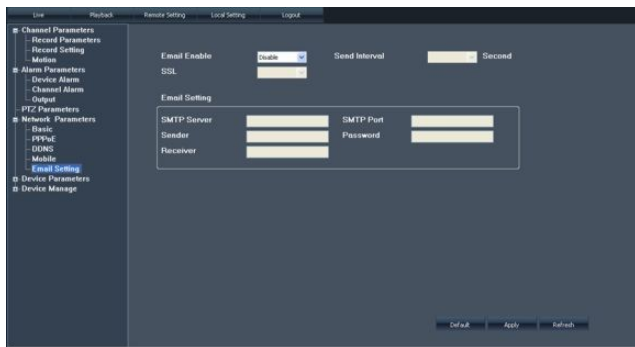 Live Playback Remote Setting Local Setting Logout
Channel Parameters
Record Parameters
Record Setting
Motion
Alarm Parameters
Device Alarm
Channel Alarm
Output
PTZ Parameters
Network Parameters
Basic
PPPoE
DDNS
Mobile
Email Setting
Device Parameters
Device Manage
Email Enable Disable Send Interval Second
SSL
Email Setting
SMTP Server SMTP Port
Sender Password
Receiver
Default Apply Refresh